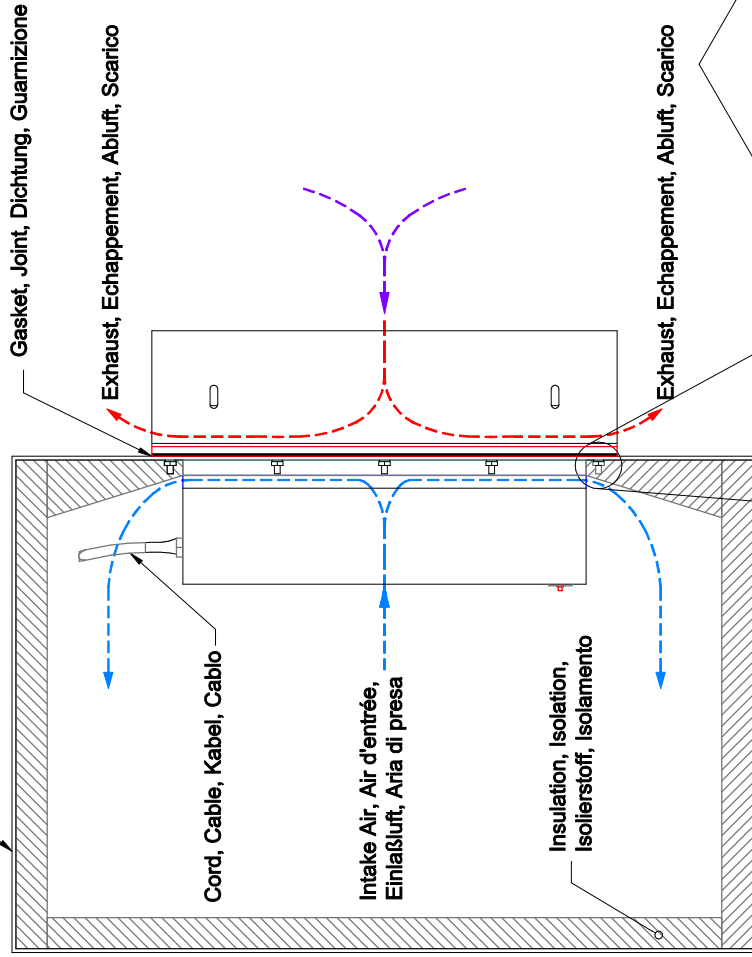 Gasket, Joint, Dichtung, Guarnizione
Exhaust, Echappement, Abluft, Scarico
Exhaust, Echappement, Abluft, Scarico
Cord, Cable, Kabel, Cablo
Intake Air, Air d'entrée,
Einlaßluft, Aria di presa
Insulation, Isolation,
Isolierstoff, Isolamento